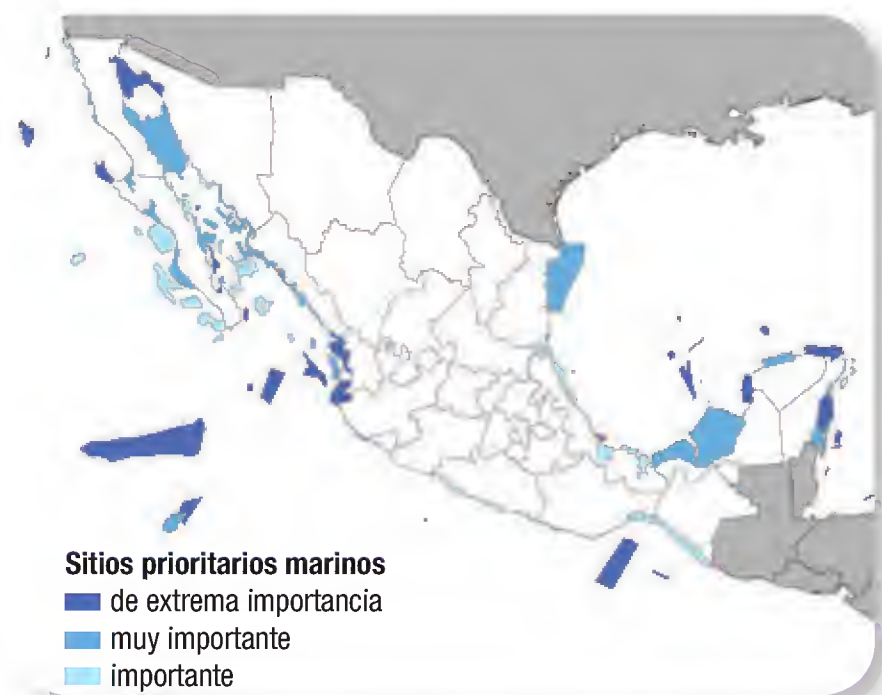 Sitios prioritarios marinos
de extrema importancia
muy importante
importante